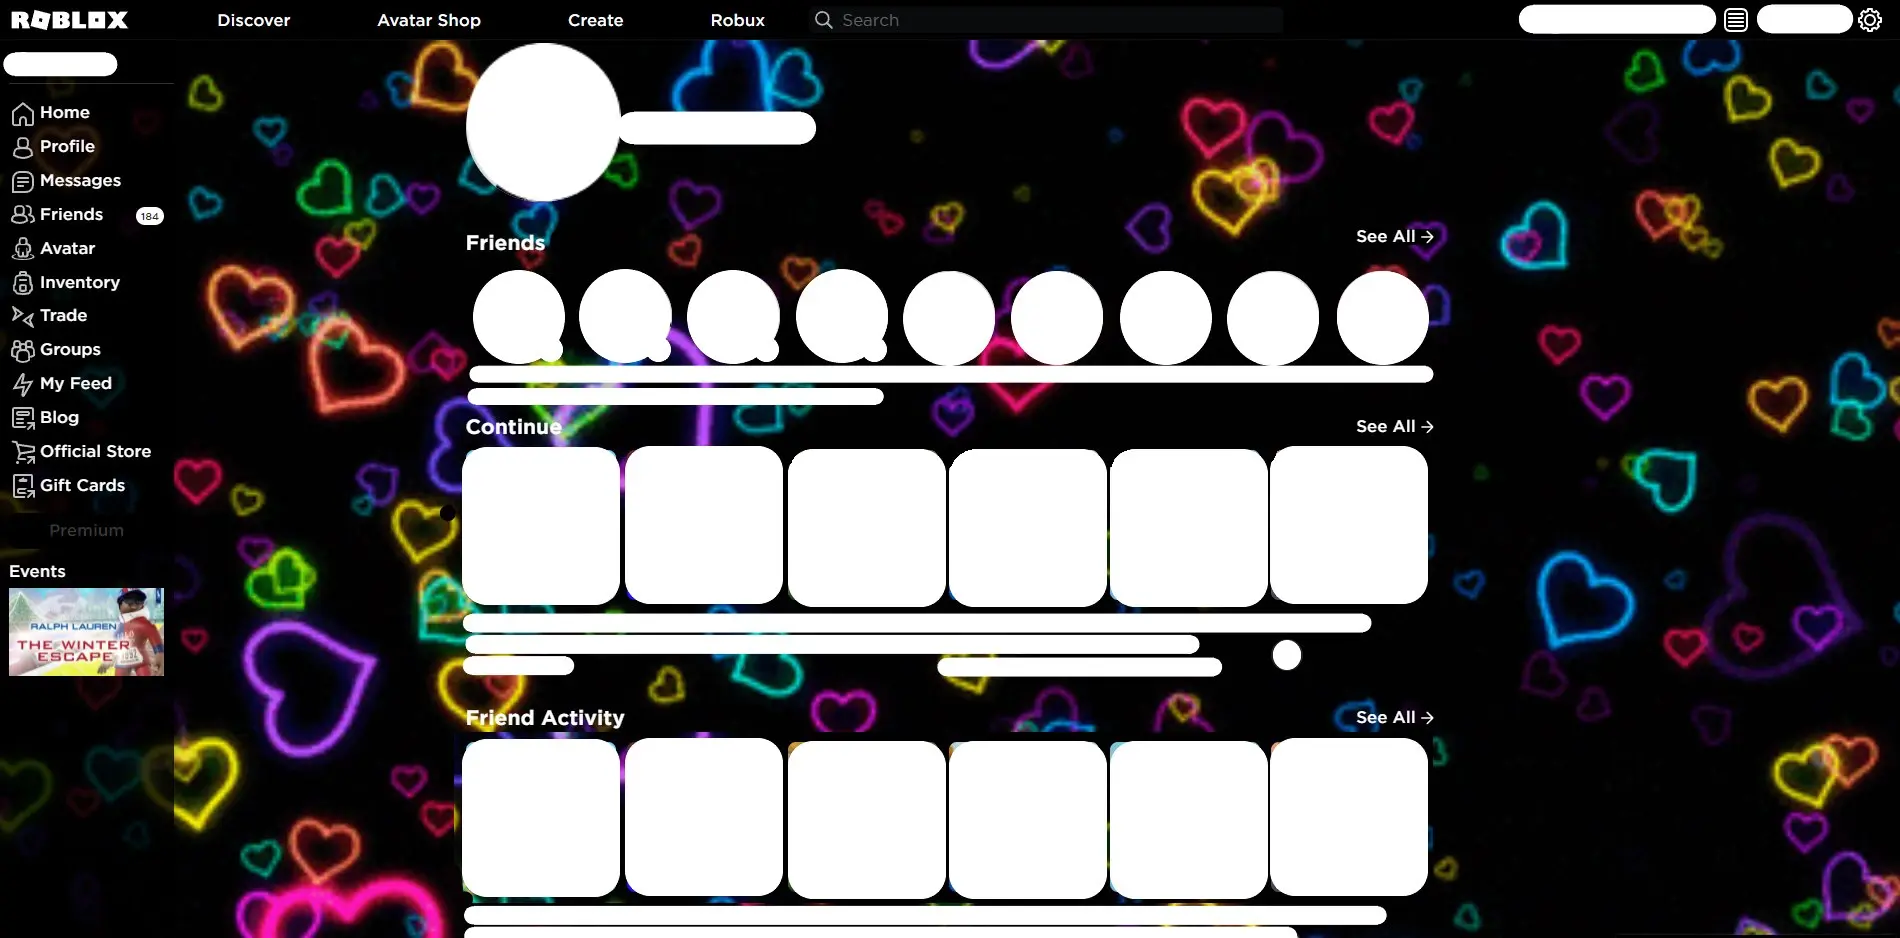 ROBLOX
Discover
Avatar Shop
Create
Robux
Search
Home
Profile
Messages
Friends 184
Avatar
Inventory
Trade
Groups
My Feed
Blog
Official Store
Gift Cards
Premium
Events
RALPH LAUREN
THE WINTER
ESCAPE
Friends
See All
Continue
See All
Friend Activity
See All